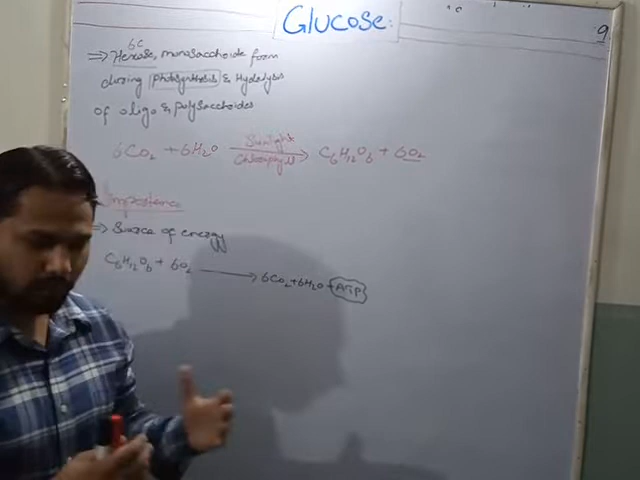 Glucose:
9
6C
⇒ Hexose, monosaccharide form
during Photosynthesis & Hydrolysis
of oligo & polysaccharides
6CO₂ + 6H₂O Sunlight Chlorophyll → C₆H₁₂O₆ + 6O₂
Importance
⇒ Source of energy
C₆H₁₂O₆ + 6O₂ → 6CO₂+6H₂O+ATP